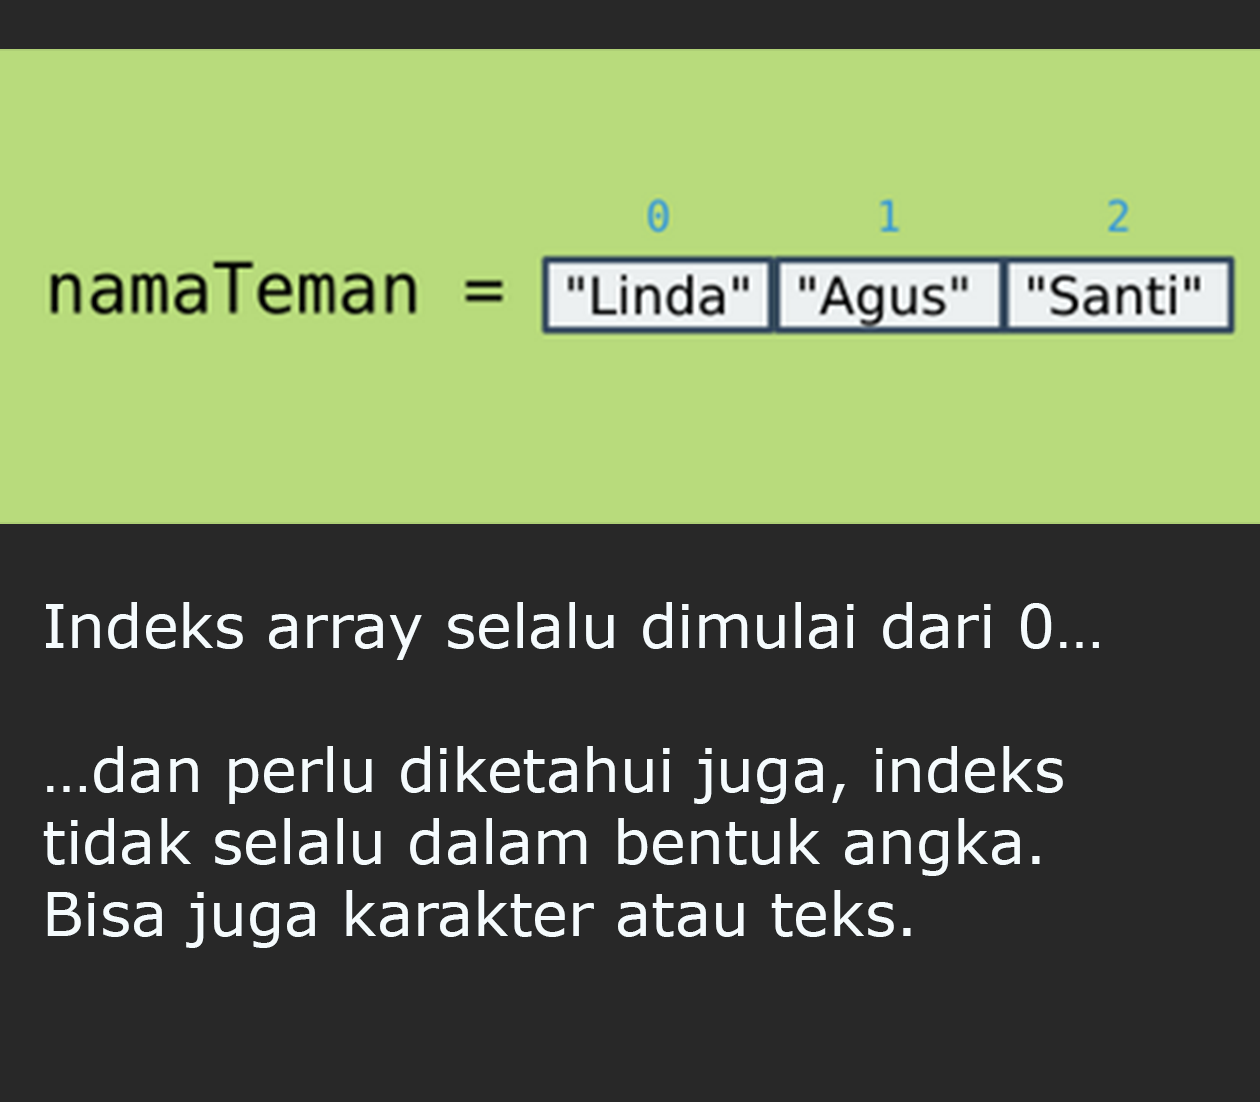 0 1 2
namaTeman = "Linda" "Agus" "Santi"
Indeks array selalu dimulai dari 0...
...dan perlu diketahui juga, indeks
tidak selalu dalam bentuk angka.
Bisa juga karakter atau teks.